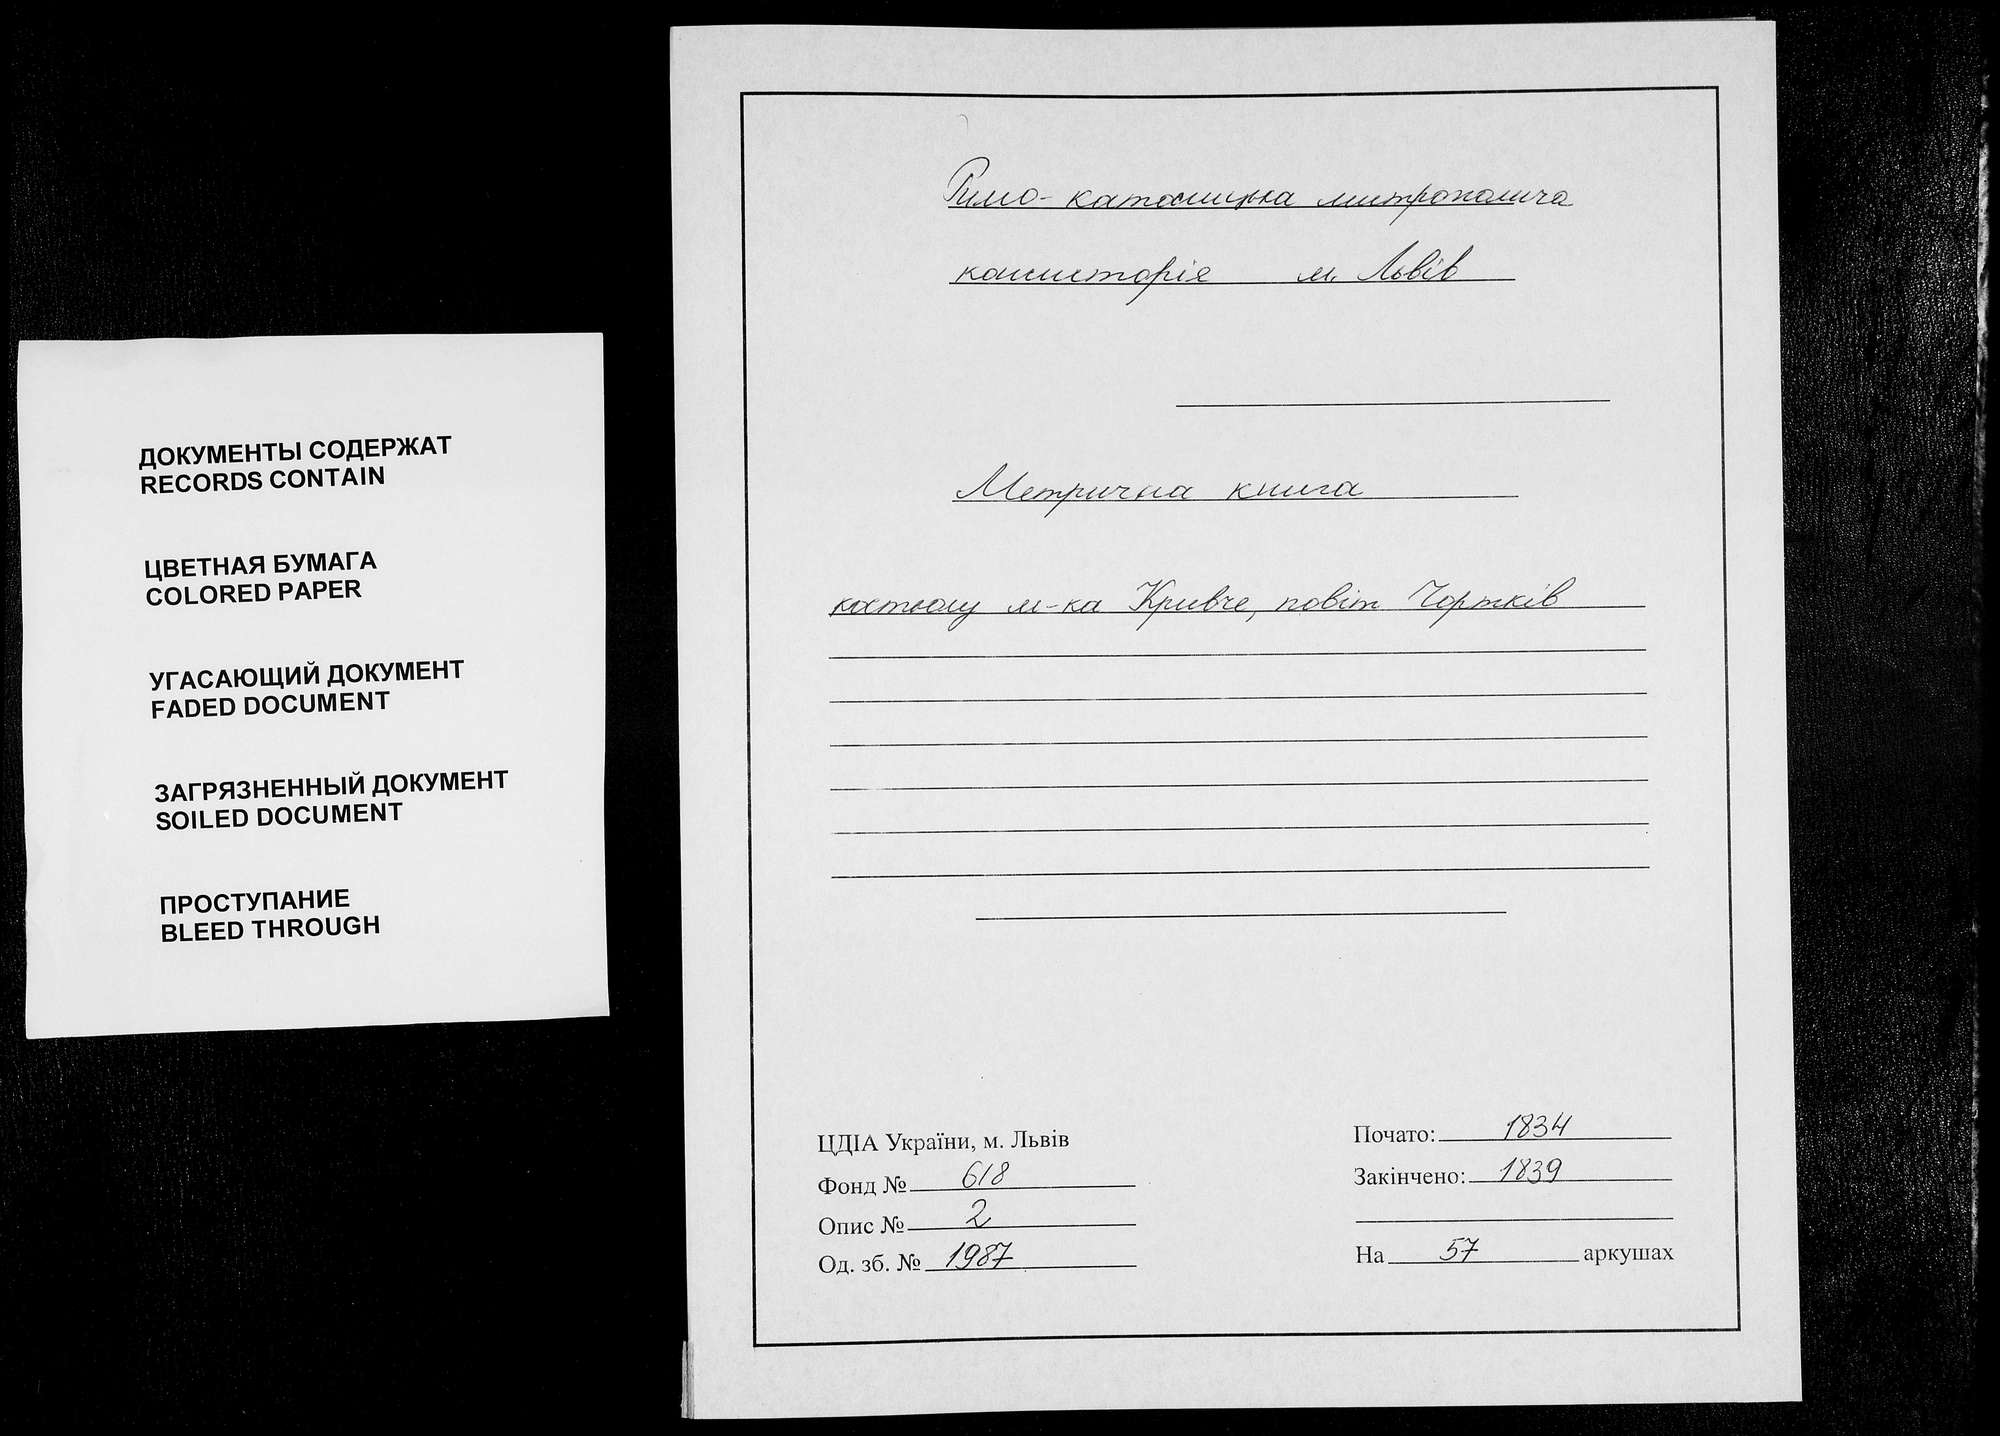 ДОКУМЕНТЫ СОДЕРЖАТ
RECORDS CONTAIN
ЦВЕТНАЯ БУМАГА
COLORED PAPER
УГАСАЮЩИЙ ДОКУМЕНТ
FADED DOCUMENT
ЗАГРЯЗНЕННЫЙ ДОКУМЕНТ
SOILED DOCUMENT
ПРОСТУПАНИЕ
BLEED THROUGH
Римо-католицька митрополича
консисторія м. Львів
Метрична книга
костьолу м-ка Кривче, повіт Чортків
ЦДІА України, м. Львів
Фонд № 618
Опис № 2
Од. зб. № 1987
Почато: 1834
Закінчено: 1839
На 57 аркушах